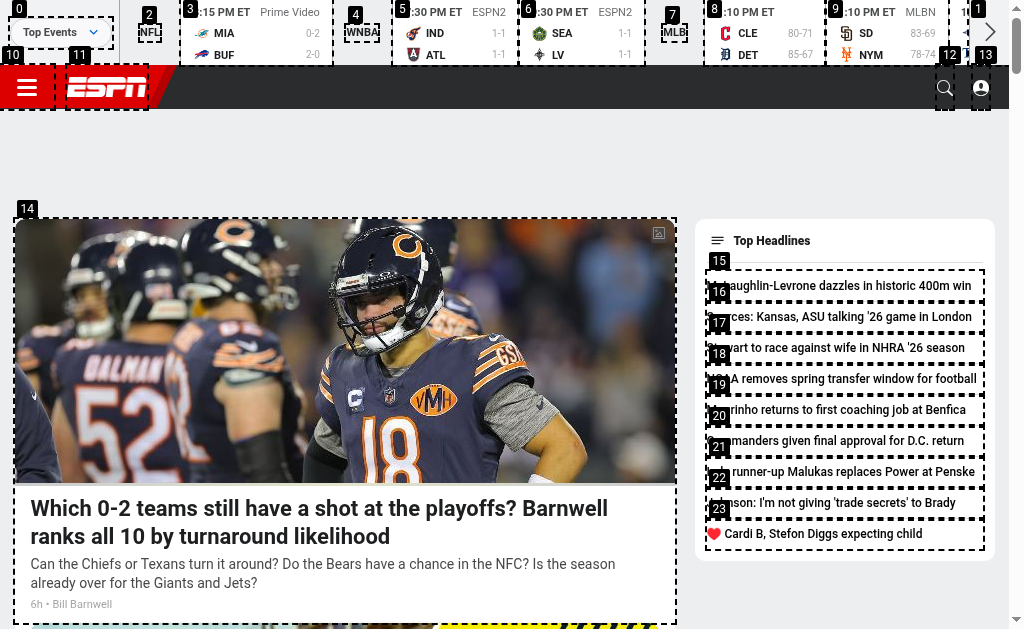 0
2
3
4
5
6
7
8
9
1
Top Events
NFL
:15 PM ET Prime Video
MIA 0-2
BUF 2-0
WNBA
:30 PM ET ESPN2
IND 1-1
ATL 1-1
:30 PM ET ESPN2
SEA 1-1
LV 1-1
MLB
:10 PM ET
CLE 80-71
DET 85-67
:10 PM ET MLBN
SD 83-69
NYM 78-74
10
11
12
13
ESPN
14
DALMAN
52
18
C
VMH
GSH
Which 0-2 teams still have a shot at the playoffs? Barnwell
ranks all 10 by turnaround likelihood
Can the Chiefs or Texans turn it around? Do the Bears have a chance in the NFC? Is the season
already over for the Giants and Jets?
6h • Bill Barnwell
Top Headlines
15
aughlin-Levrone dazzles in historic 400m win
16
ces: Kansas, ASU talking '26 game in London
17
wart to race against wife in NHRA '26 season
18
A removes spring transfer window for football
19
rinho returns to first coaching job at Benfica
20
manders given final approval for D.C. return
21
runner-up Malukas replaces Power at Penske
22
nson: I'm not giving 'trade secrets' to Brady
23
Cardi B, Stefon Diggs expecting child